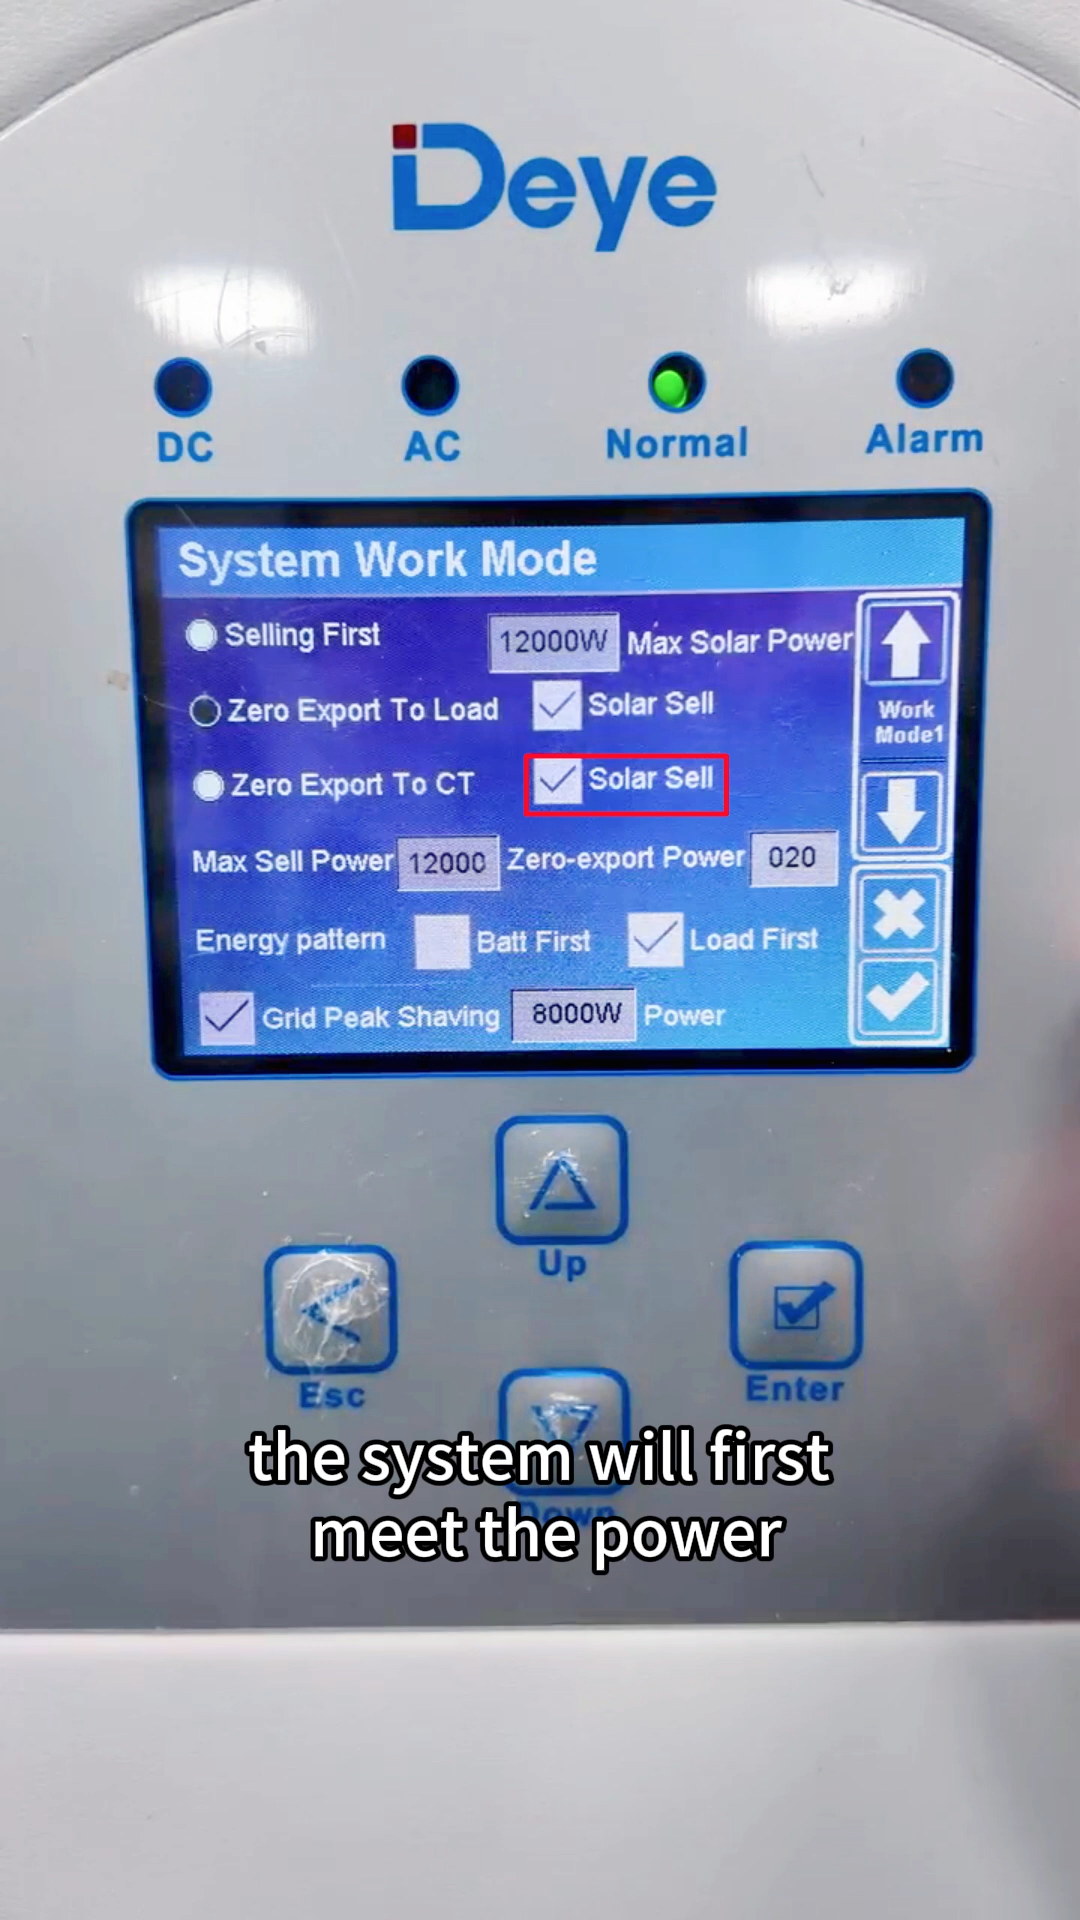 Deye
DC AC Normal Alarm
System Work Mode
Selling First 12000W Max Solar Power
Zero Export To Load Solar Sell
Work
Mode1
Zero Export To CT Solar Sell
Max Sell Power 12000 Zero-export Power 020
Energy pattern Batt First Load First
Grid Peak Shaving 8000W Power
Up
Esc
Enter
Down
the system will first
meet the power